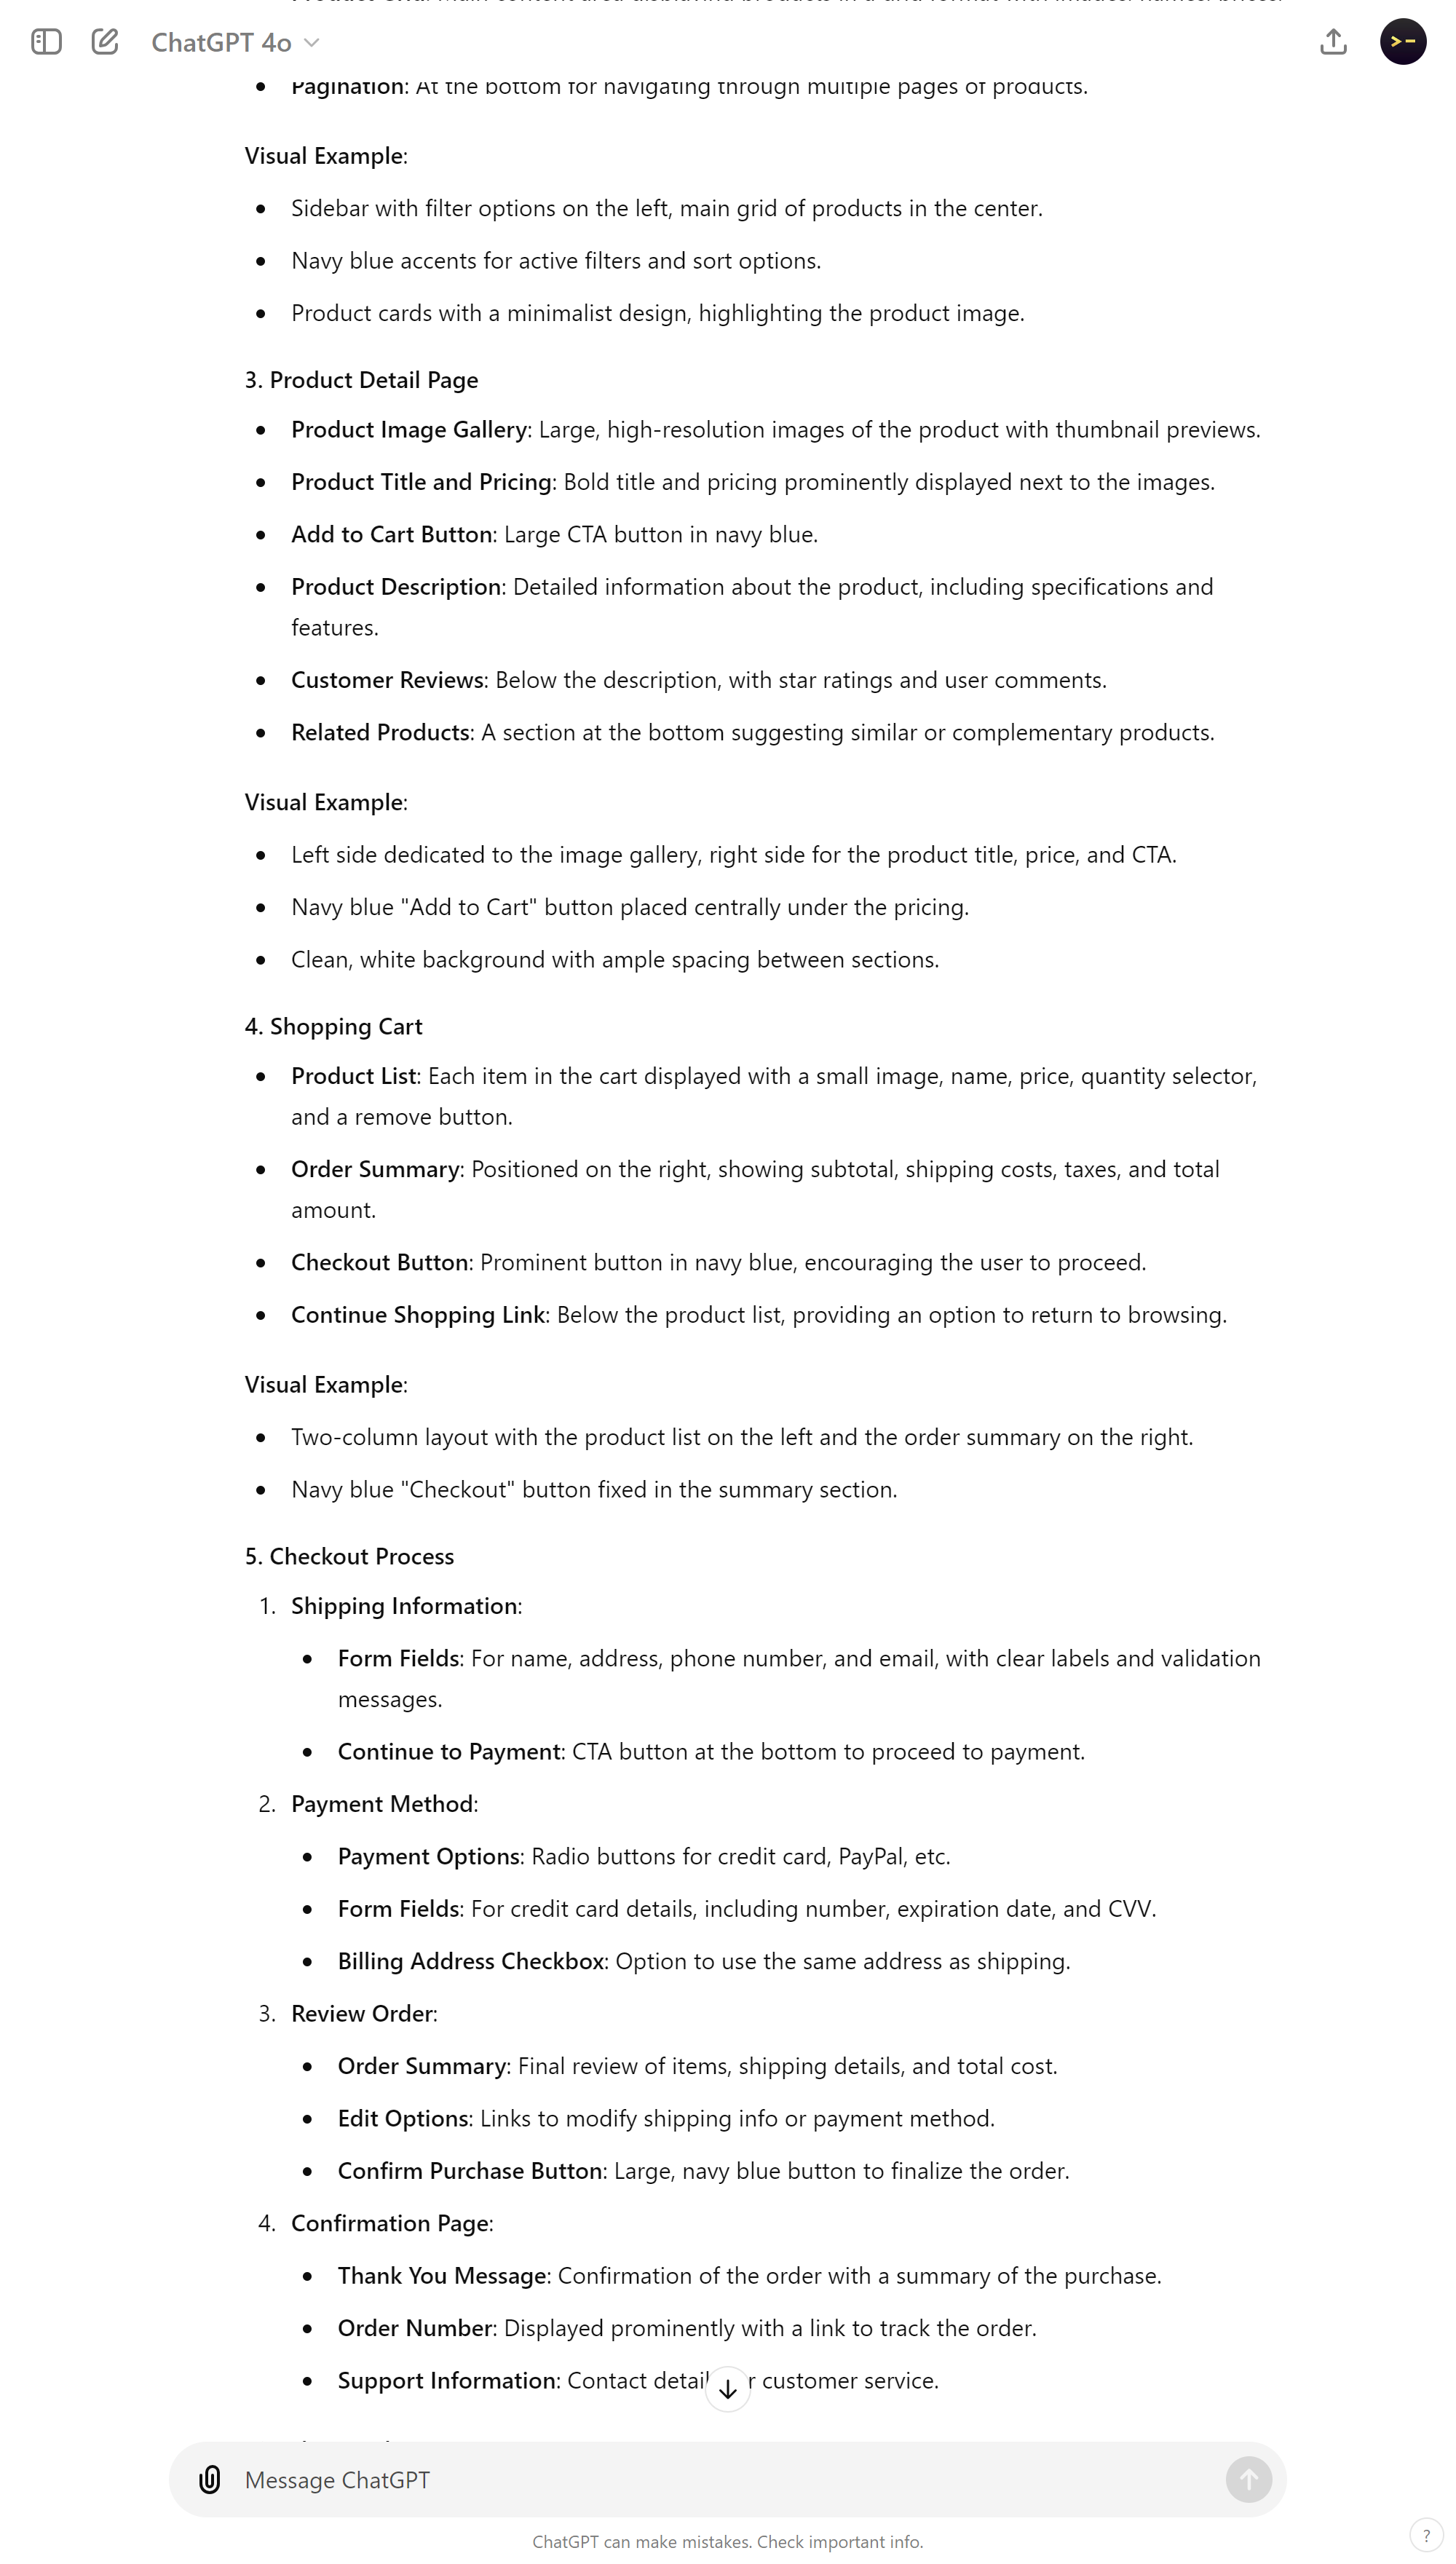 ChatGPT 4o
Pagination: At the bottom for navigating through multiple pages of products.
Visual Example:
Sidebar with filter options on the left, main grid of products in the center.
Navy blue accents for active filters and sort options.
Product cards with a minimalist design, highlighting the product image.
3. Product Detail Page
Product Image Gallery: Large, high-resolution images of the product with thumbnail previews.
Product Title and Pricing: Bold title and pricing prominently displayed next to the images.
Add to Cart Button: Large CTA button in navy blue.
Product Description: Detailed information about the product, including specifications and
features.
Customer Reviews: Below the description, with star ratings and user comments.
Related Products: A section at the bottom suggesting similar or complementary products.
Visual Example:
Left side dedicated to the image gallery, right side for the product title, price, and CTA.
Navy blue "Add to Cart" button placed centrally under the pricing.
Clean, white background with ample spacing between sections.
4. Shopping Cart
Product List: Each item in the cart displayed with a small image, name, price, quantity selector,
and a remove button.
Order Summary: Positioned on the right, showing subtotal, shipping costs, taxes, and total
amount.
Checkout Button: Prominent button in navy blue, encouraging the user to proceed.
Continue Shopping Link: Below the product list, providing an option to return to browsing.
Visual Example:
Two-column layout with the product list on the left and the order summary on the right.
Navy blue "Checkout" button fixed in the summary section.
5. Checkout Process
1. Shipping Information:
Form Fields: For name, address, phone number, and email, with clear labels and validation
messages.
Continue to Payment: CTA button at the bottom to proceed to payment.
2. Payment Method:
Payment Options: Radio buttons for credit card, PayPal, etc.
Form Fields: For credit card details, including number, expiration date, and CVV.
Billing Address Checkbox: Option to use the same address as shipping.
3. Review Order:
Order Summary: Final review of items, shipping details, and total cost.
Edit Options: Links to modify shipping info or payment method.
Confirm Purchase Button: Large, navy blue button to finalize the order.
4. Confirmation Page:
Thank You Message: Confirmation of the order with a summary of the purchase.
Order Number: Displayed prominently with a link to track the order.
Support Information: Contact customer service.
Message ChatGPT
ChatGPT can make mistakes. Check important info.
?